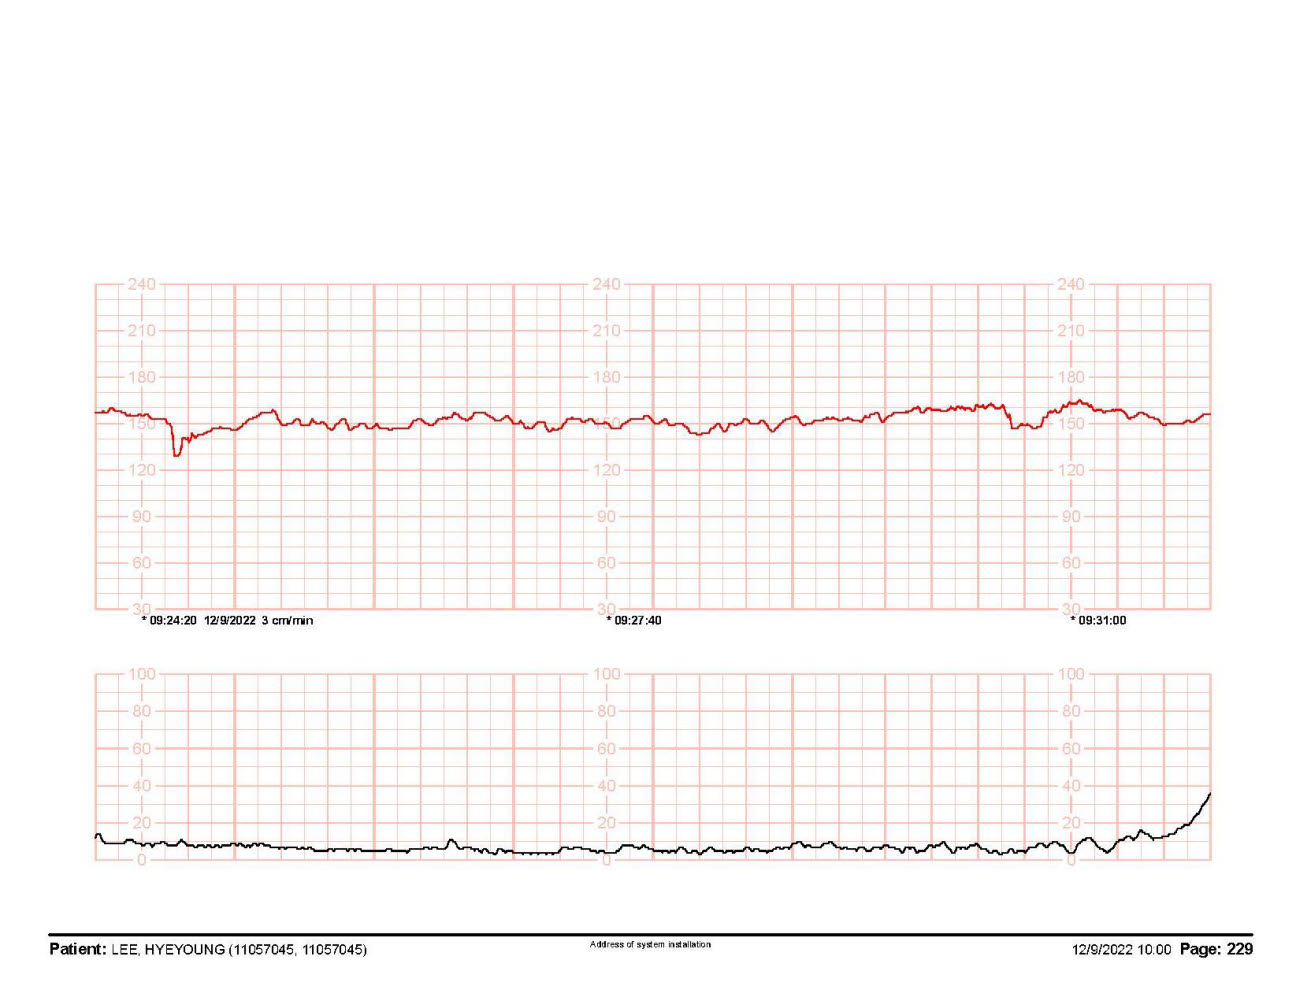 240 240 240
210 210 210
180 180 180
150 150 150
120 120 120
90 90 90
60 60 60
30 30 30
* 09:24:20 12/9/2022 3 cm/min * 09:27:40 * 09:31:00
100 100 100
80 80 80
60 60 60
40 40 40
20 20 20
0 0 0
Patient: LEE, HYEYOUNG (11057045, 11057045) Address of system installation 12/9/2022 10:00 Page: 229